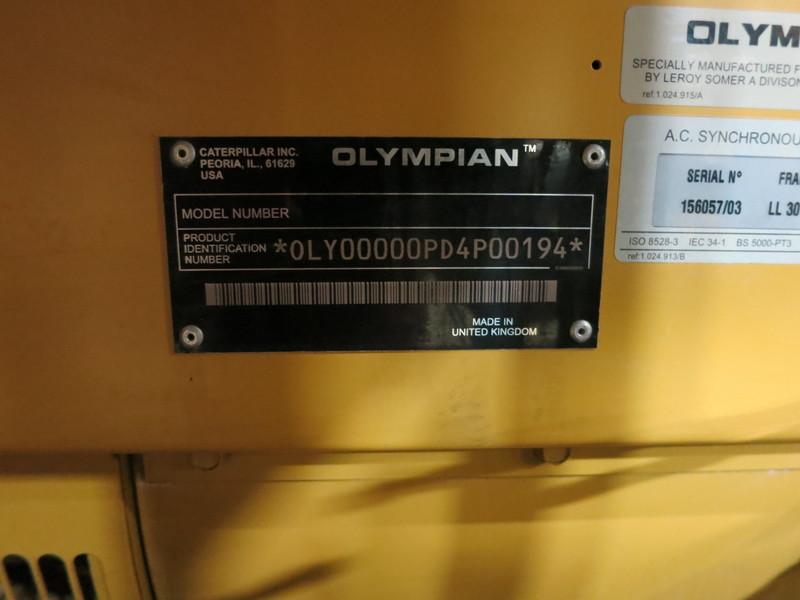 CATERPILLAR INC.
PEORIA, IL., 61629
USA
OLYMPIAN™
MODEL NUMBER
PRODUCT
IDENTIFICATION
NUMBER
*OLY00000PD4P00194*
MADE IN
UNITED KINGDOM
OLYM
SPECIALLY MANUFACTURED F
BY LEROY SOMER A DIVISON
ref:1.024.915/A
A.C. SYNCHRONOU
SERIAL N° FRA
156057/03 LL 30
ISO 8528-3 IEC 34-1 BS 5000-PT3
ref:1.024.913/B